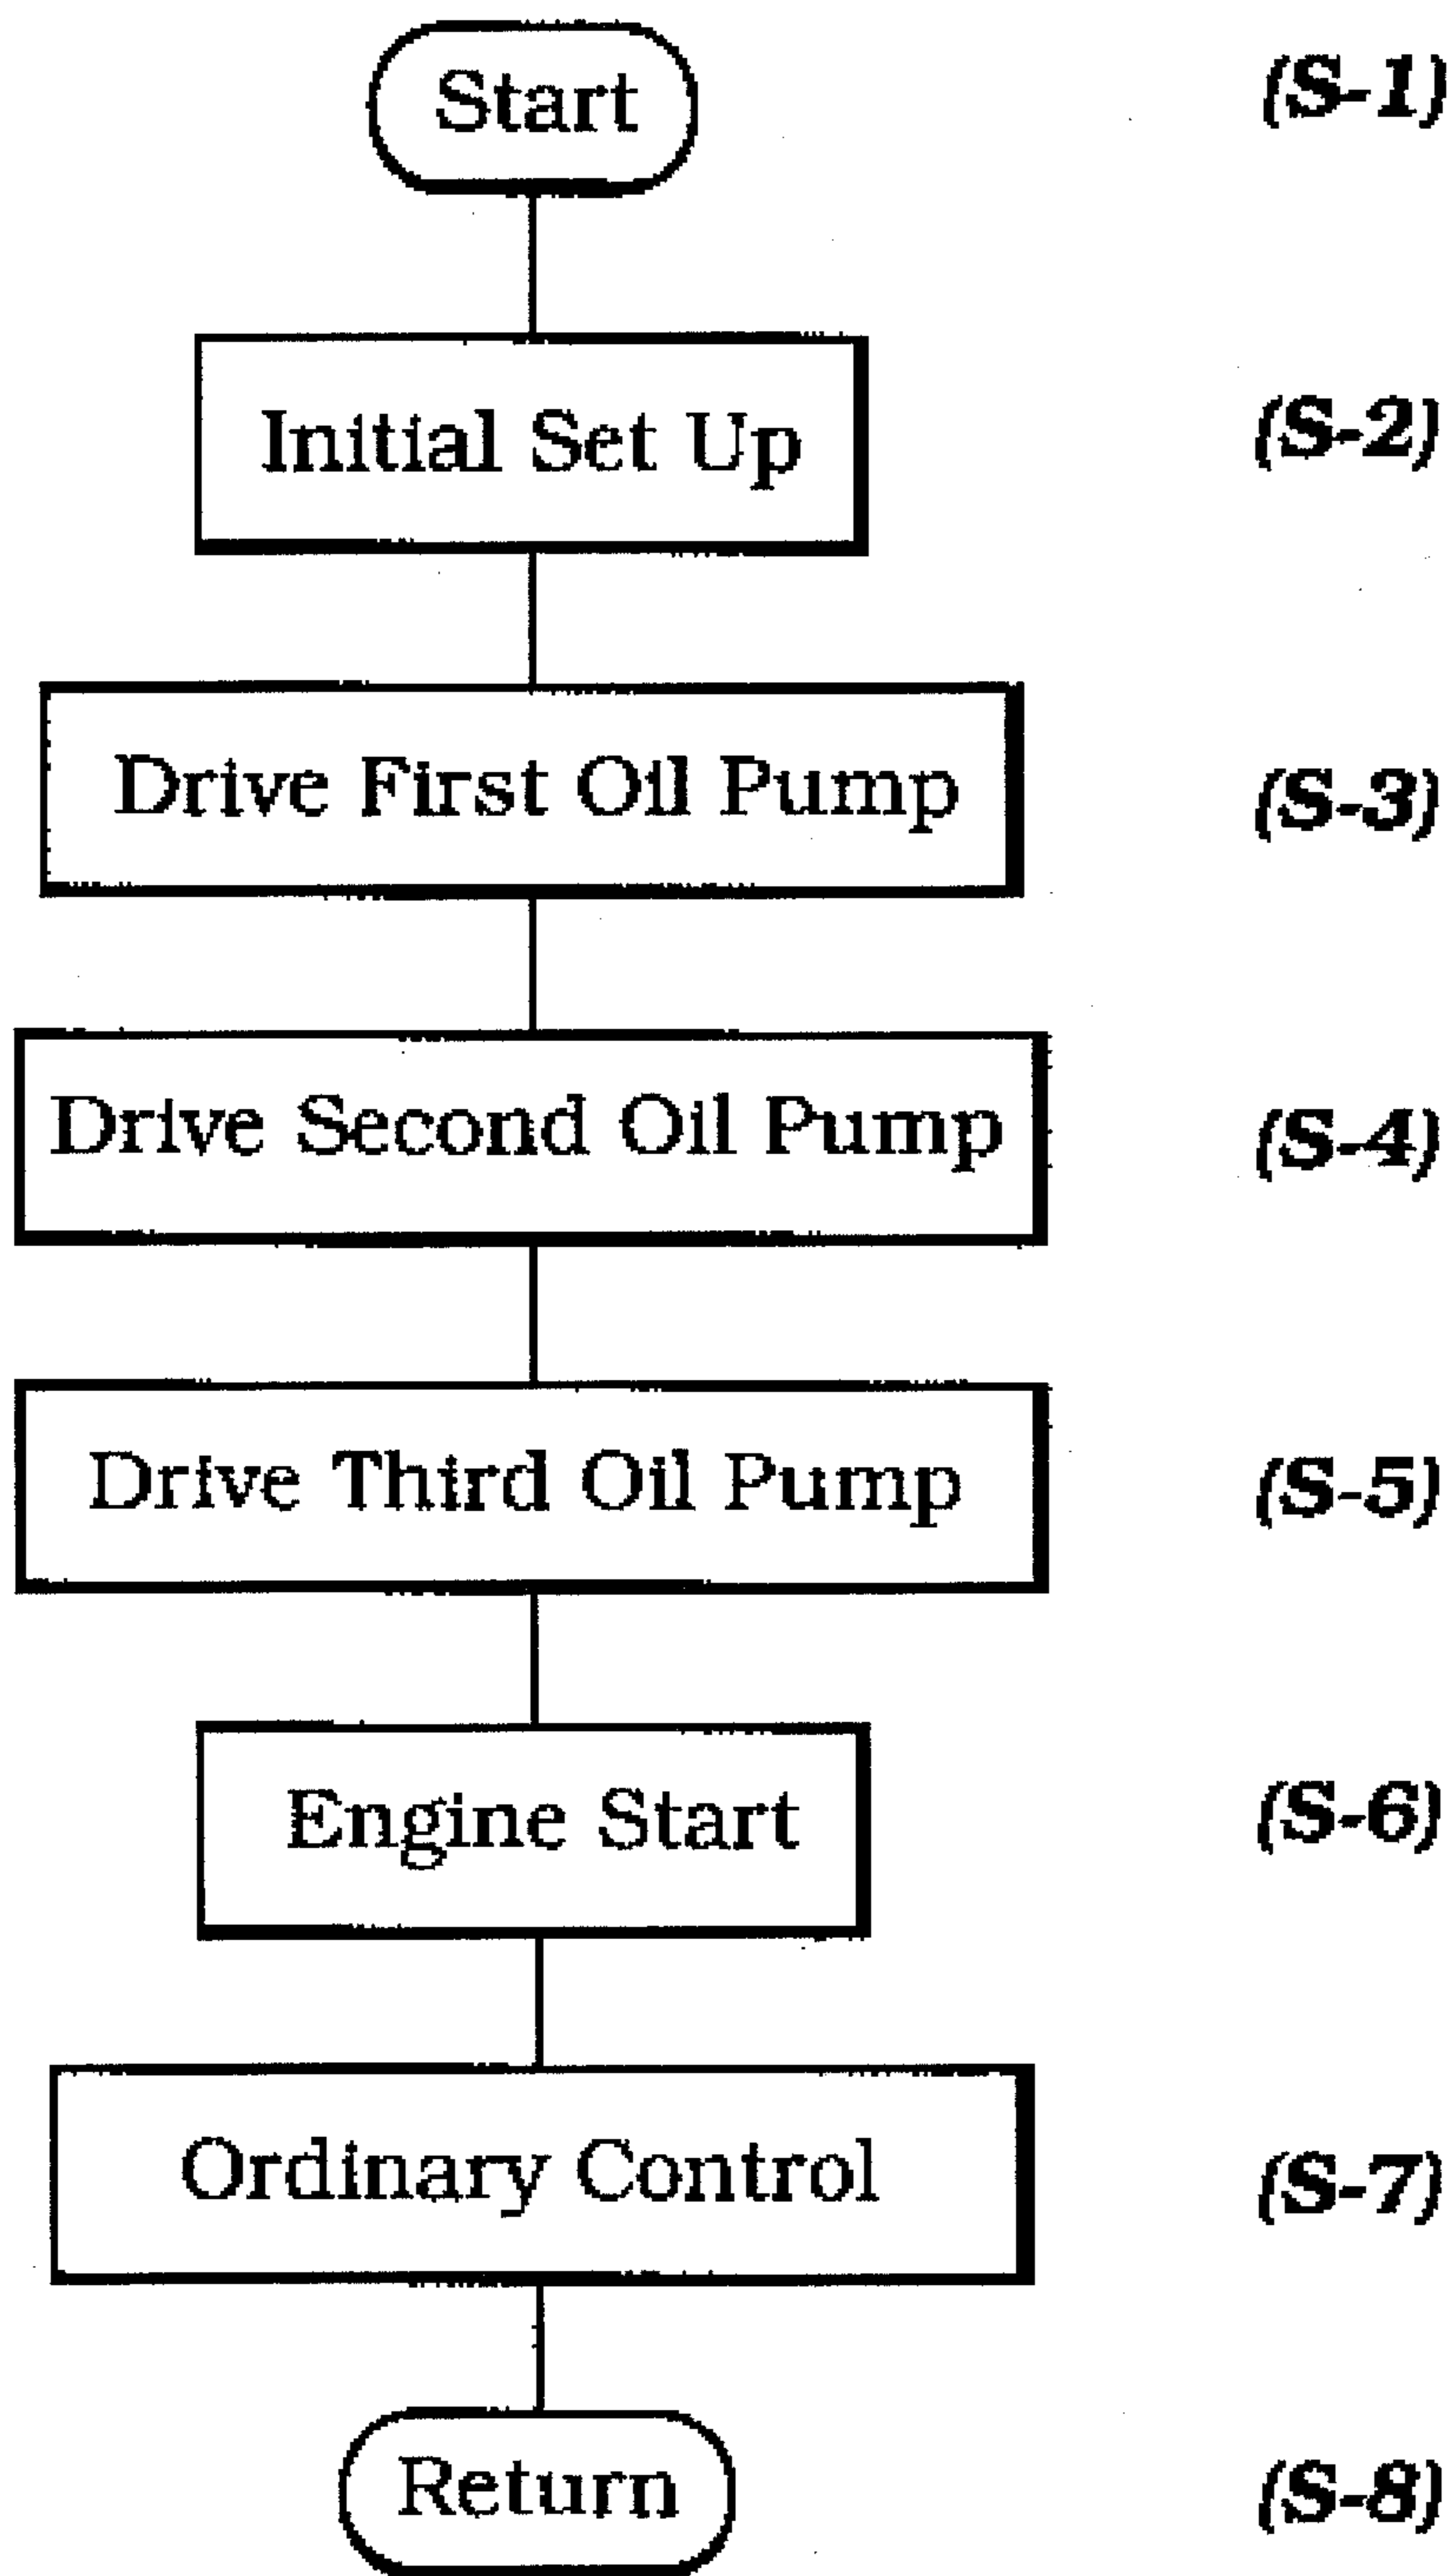 Start (S-1)
Initial Set Up (S-2)
Drive First Oil Pump (S-3)
Drive Second Oil Pump (S-4)
Drive Third Oil Pump (S-5)
Engine Start (S-6)
Ordinary Control (S-7)
Return (S-8)